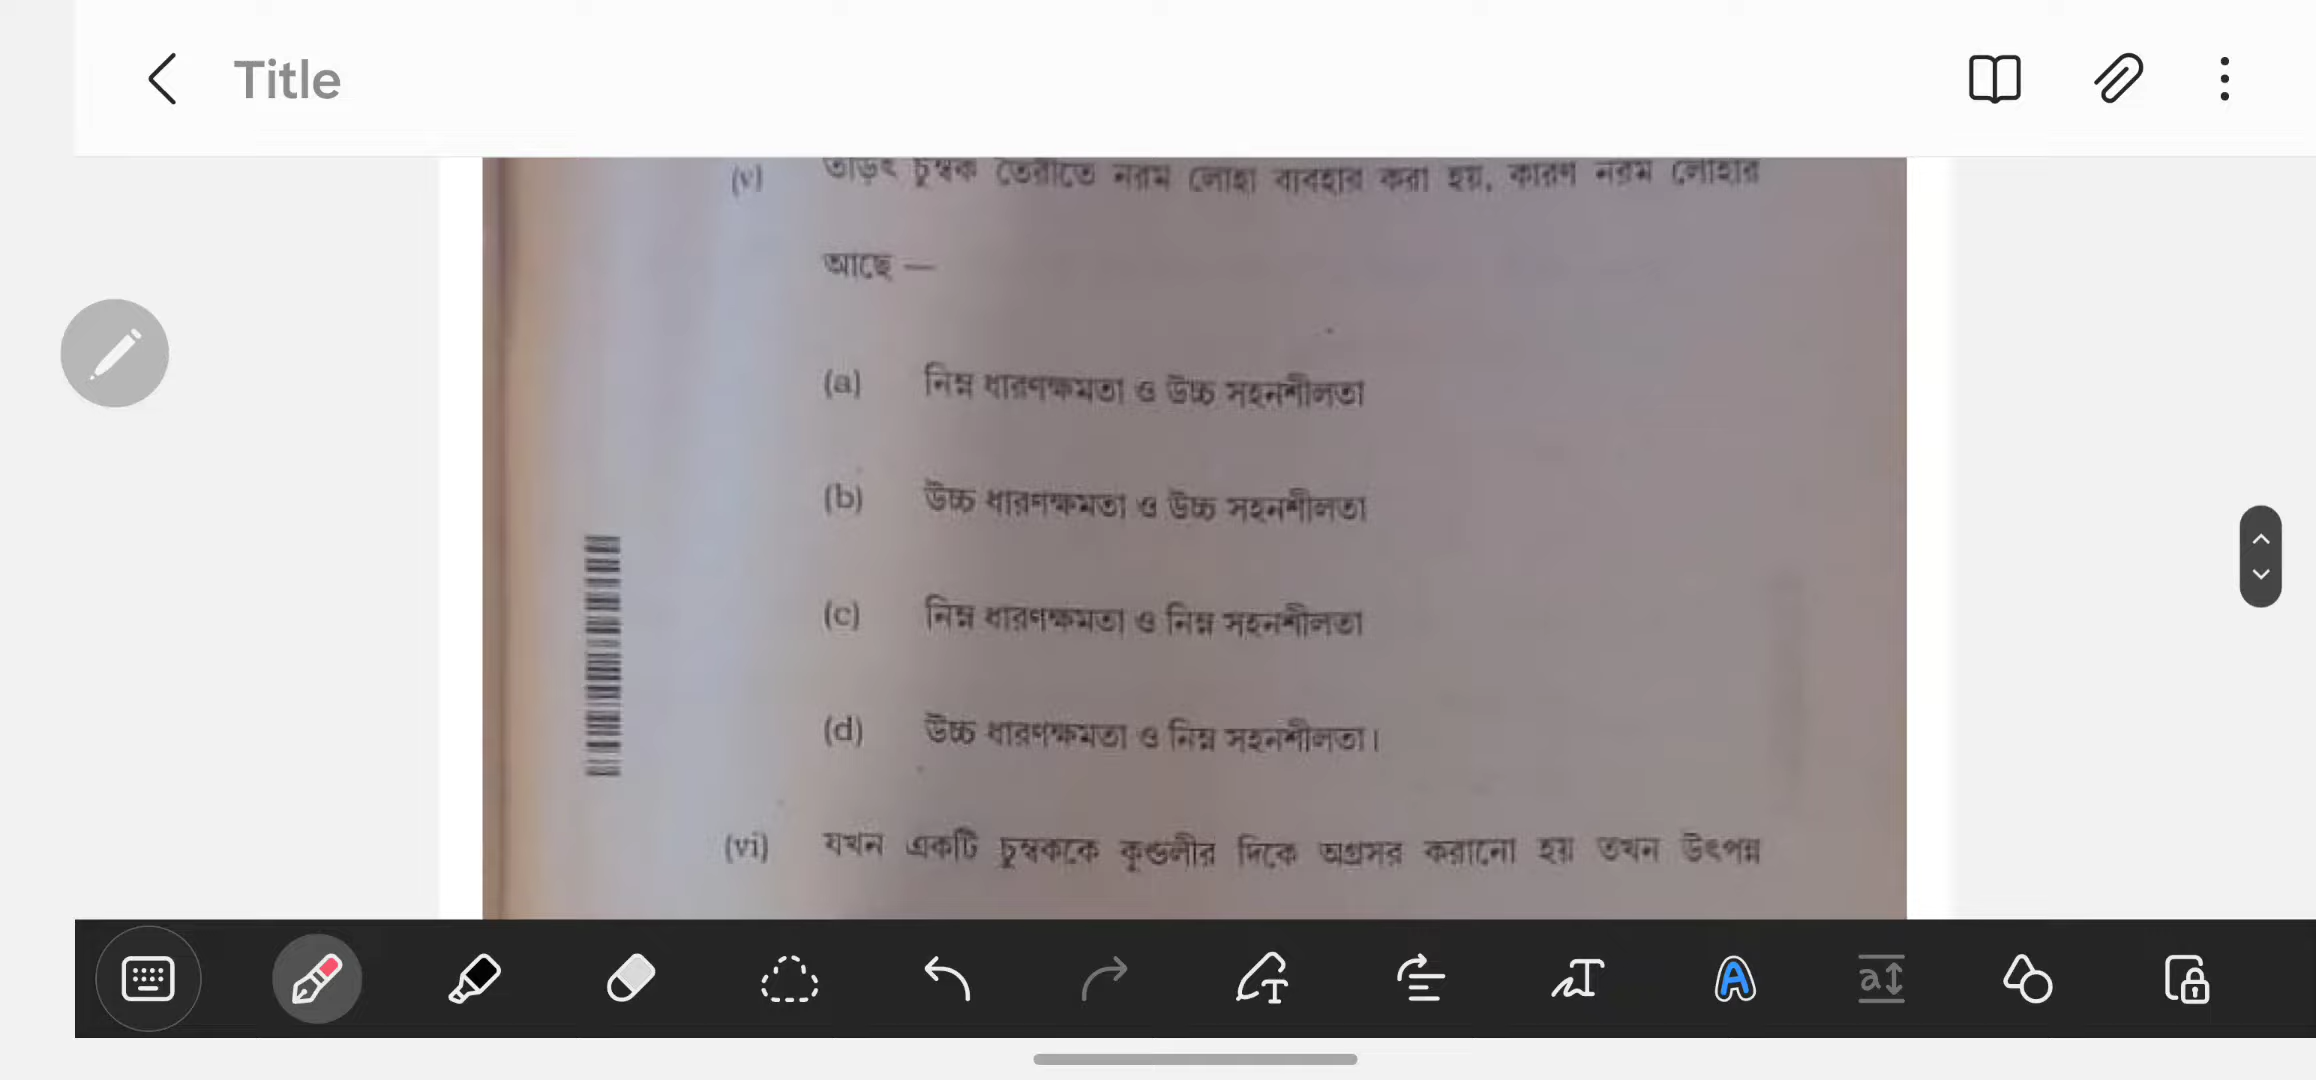 Title
(v) তড়িৎ চুম্বক তৈরীতে নরম লোহা ব্যবহার করা হয়, কারণ নরম লোহার
আছে —
(a) নিম্ন ধারণক্ষমতা ও উচ্চ সহনশীলতা
(b) উচ্চ ধারণক্ষমতা ও উচ্চ সহনশীলতা
(c) নিম্ন ধারণক্ষমতা ও নিম্ন সহনশীলতা
(d) উচ্চ ধারণক্ষমতা ও নিম্ন সহনশীলতা।
(vi) যখন একটি চুম্বককে কুণ্ডলীর দিকে অগ্রসর করানো হয় তখন উৎপন্ন